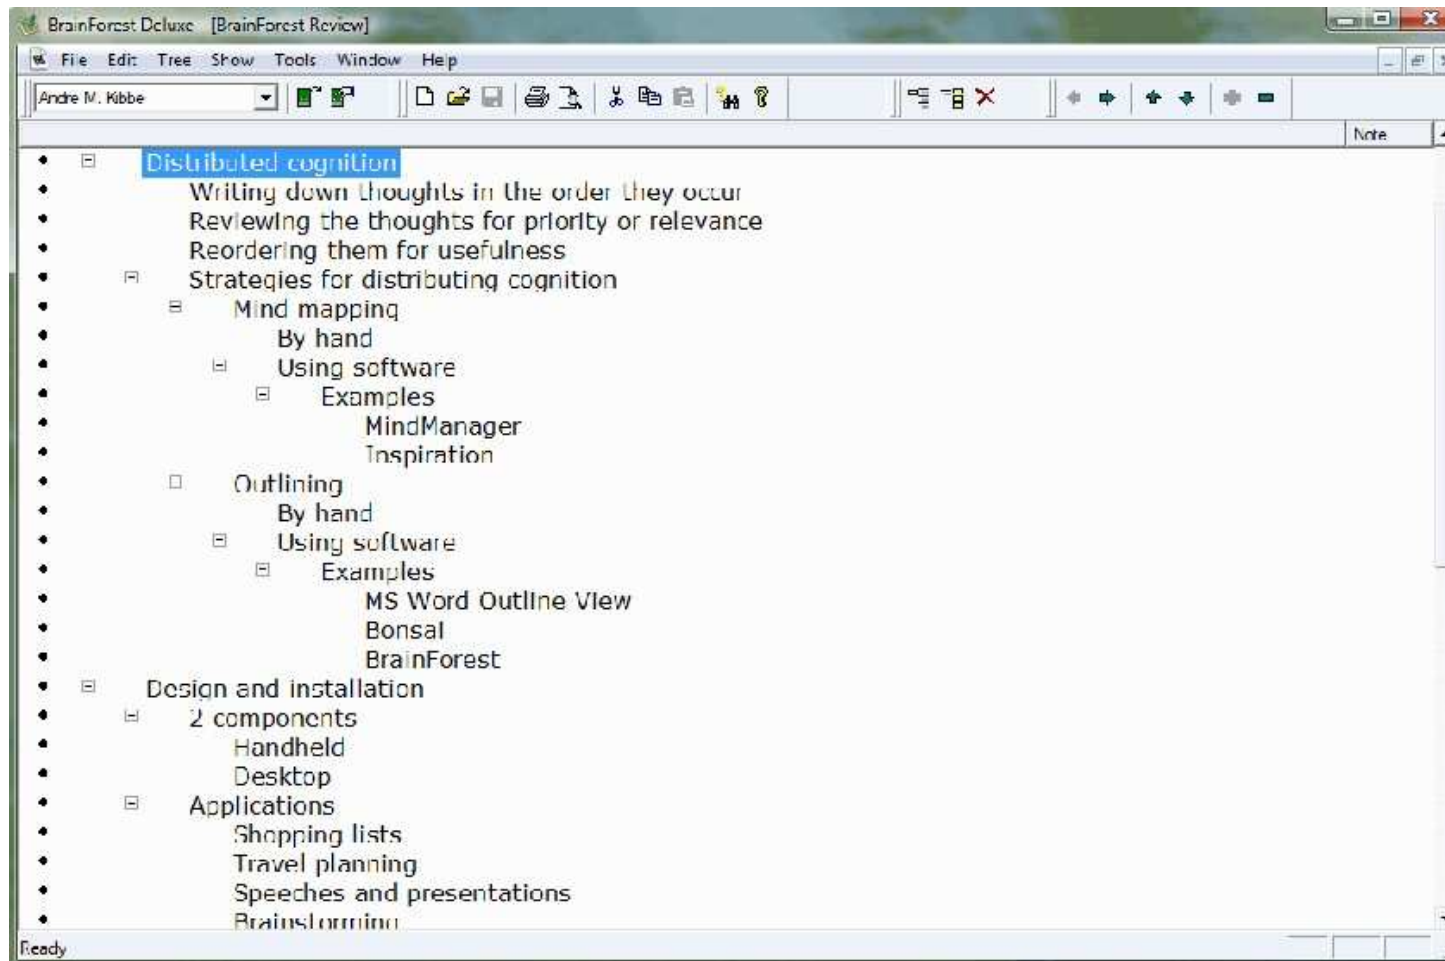 BrainForest Deluxe [BrainForest Review]
File Edit Tree Show Tools Window Help
Andre M. Kibbe
Note
Distributed cognition
Writing down thoughts in the order they occur
Reviewing the thoughts for priority or relevance
Reordering them for usefulness
Strategies for distributing cognition
Mind mapping
By hand
Using software
Examples
MindManager
Inspiration
Outlining
By hand
Using software
Examples
MS Word Outline View
Bonsai
BrainForest
Design and installation
2 components
Handheld
Desktop
Applications
Shopping lists
Travel planning
Speeches and presentations
Brainstorming
Ready